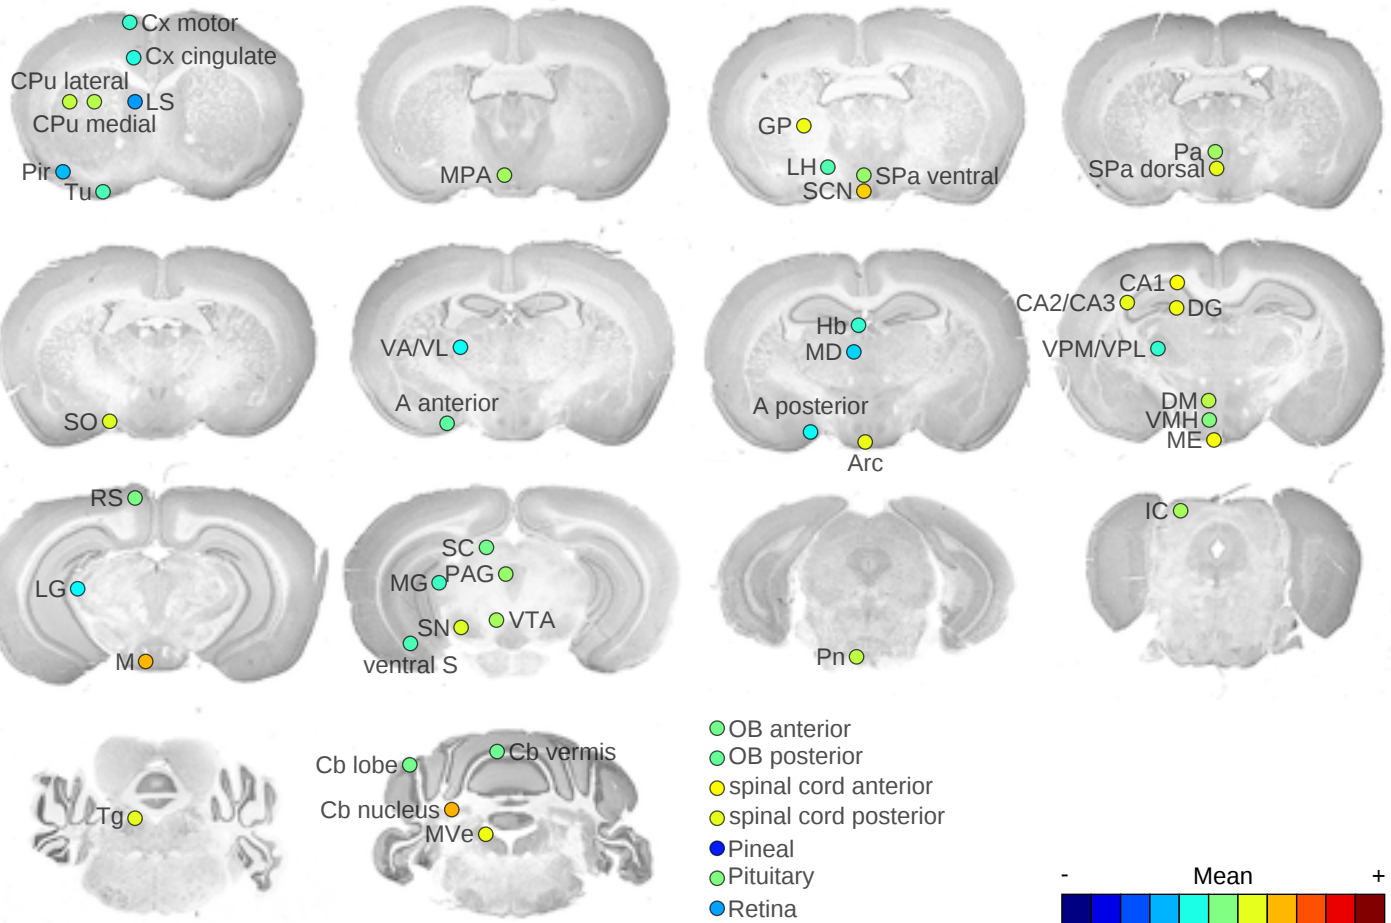 Cx motor
Cx cingulate
CPu lateral
LS
CPu medial
Pir
Tu
MPA
GP
LH
SPa ventral
SCN
Pa
SPa dorsal
SO
VA/VL
A anterior
Hb
MD
A posterior
Arc
CA1
CA2/CA3
DG
VPM/VPL
DM
VMH
ME
RS
LG
M
SC
MG
PAG
SN
VTA
ventral S
Pn
IC
Tg
Cb lobe
Cb vermis
Cb nucleus
MVe
OB anterior
OB posterior
spinal cord anterior
spinal cord posterior
Pineal
Pituitary
Retina
- Mean +